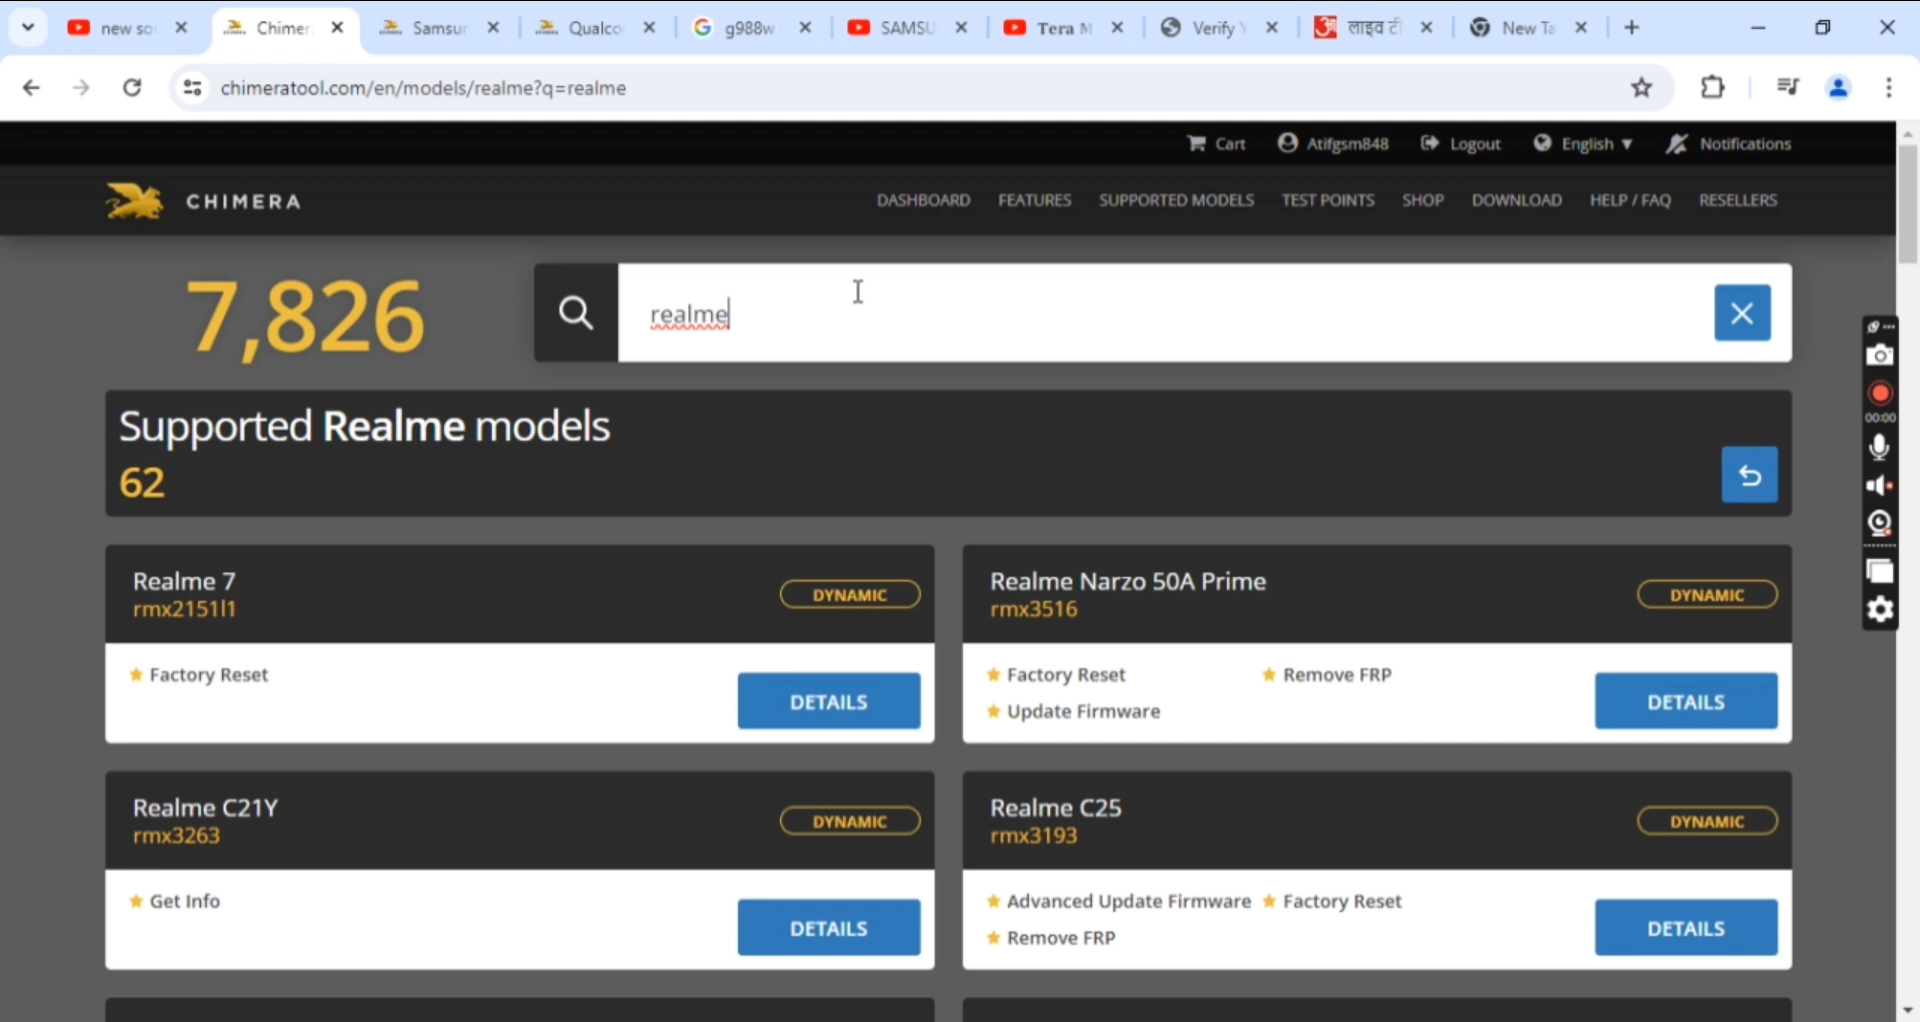 new so
Chimer
Samsun
Qualco
g988w
SAMSU
Tera M
Verify Y
लाइव टी
New Ta
chimeratool.com/en/models/realme?q=realme
Cart Atifgsm848 Logout English ▼ Notifications
CHIMERA
DASHBOARD FEATURES SUPPORTED MODELS TEST POINTS SHOP DOWNLOAD HELP / FAQ RESELLERS
7,826
realme
Supported Realme models
62
00:00
Realme 7
rmx2151l1
DYNAMIC
Factory Reset
DETAILS
Realme Narzo 50A Prime
rmx3516
DYNAMIC
Factory Reset Remove FRP
Update Firmware
DETAILS
Realme C21Y
rmx3263
DYNAMIC
Get Info
DETAILS
Realme C25
rmx3193
DYNAMIC
Advanced Update Firmware Factory Reset
Remove FRP
DETAILS